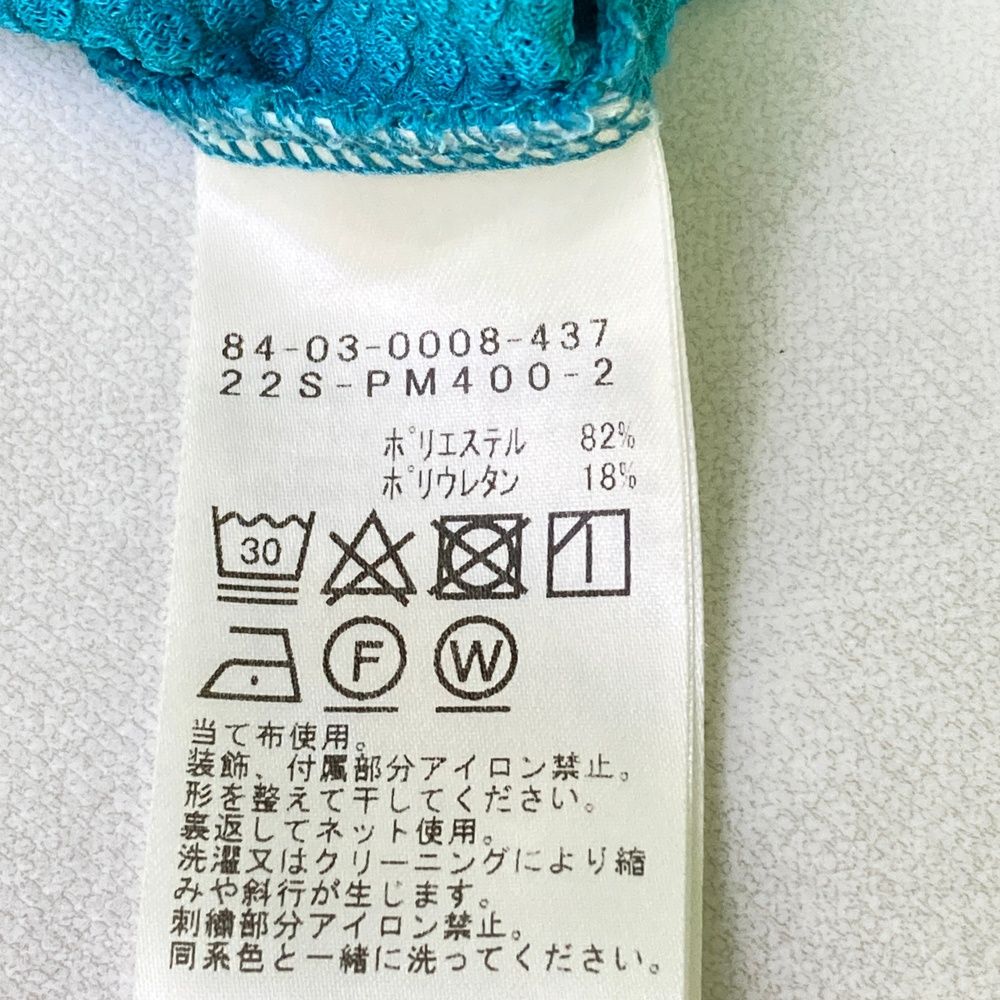 84-03-0008-437
22S-PM400-2
ポリエステル 82%
ポリウレタン 18%
30
F W
当て布使用。
装飾、付属部分アイロン禁止。
形を整えて干してください。
裏返してネット使用。
洗濯又はクリーニングにより縮
みや斜行が生じます。
刺繍部分アイロン禁止。
同系色と一緒に洗ってください。